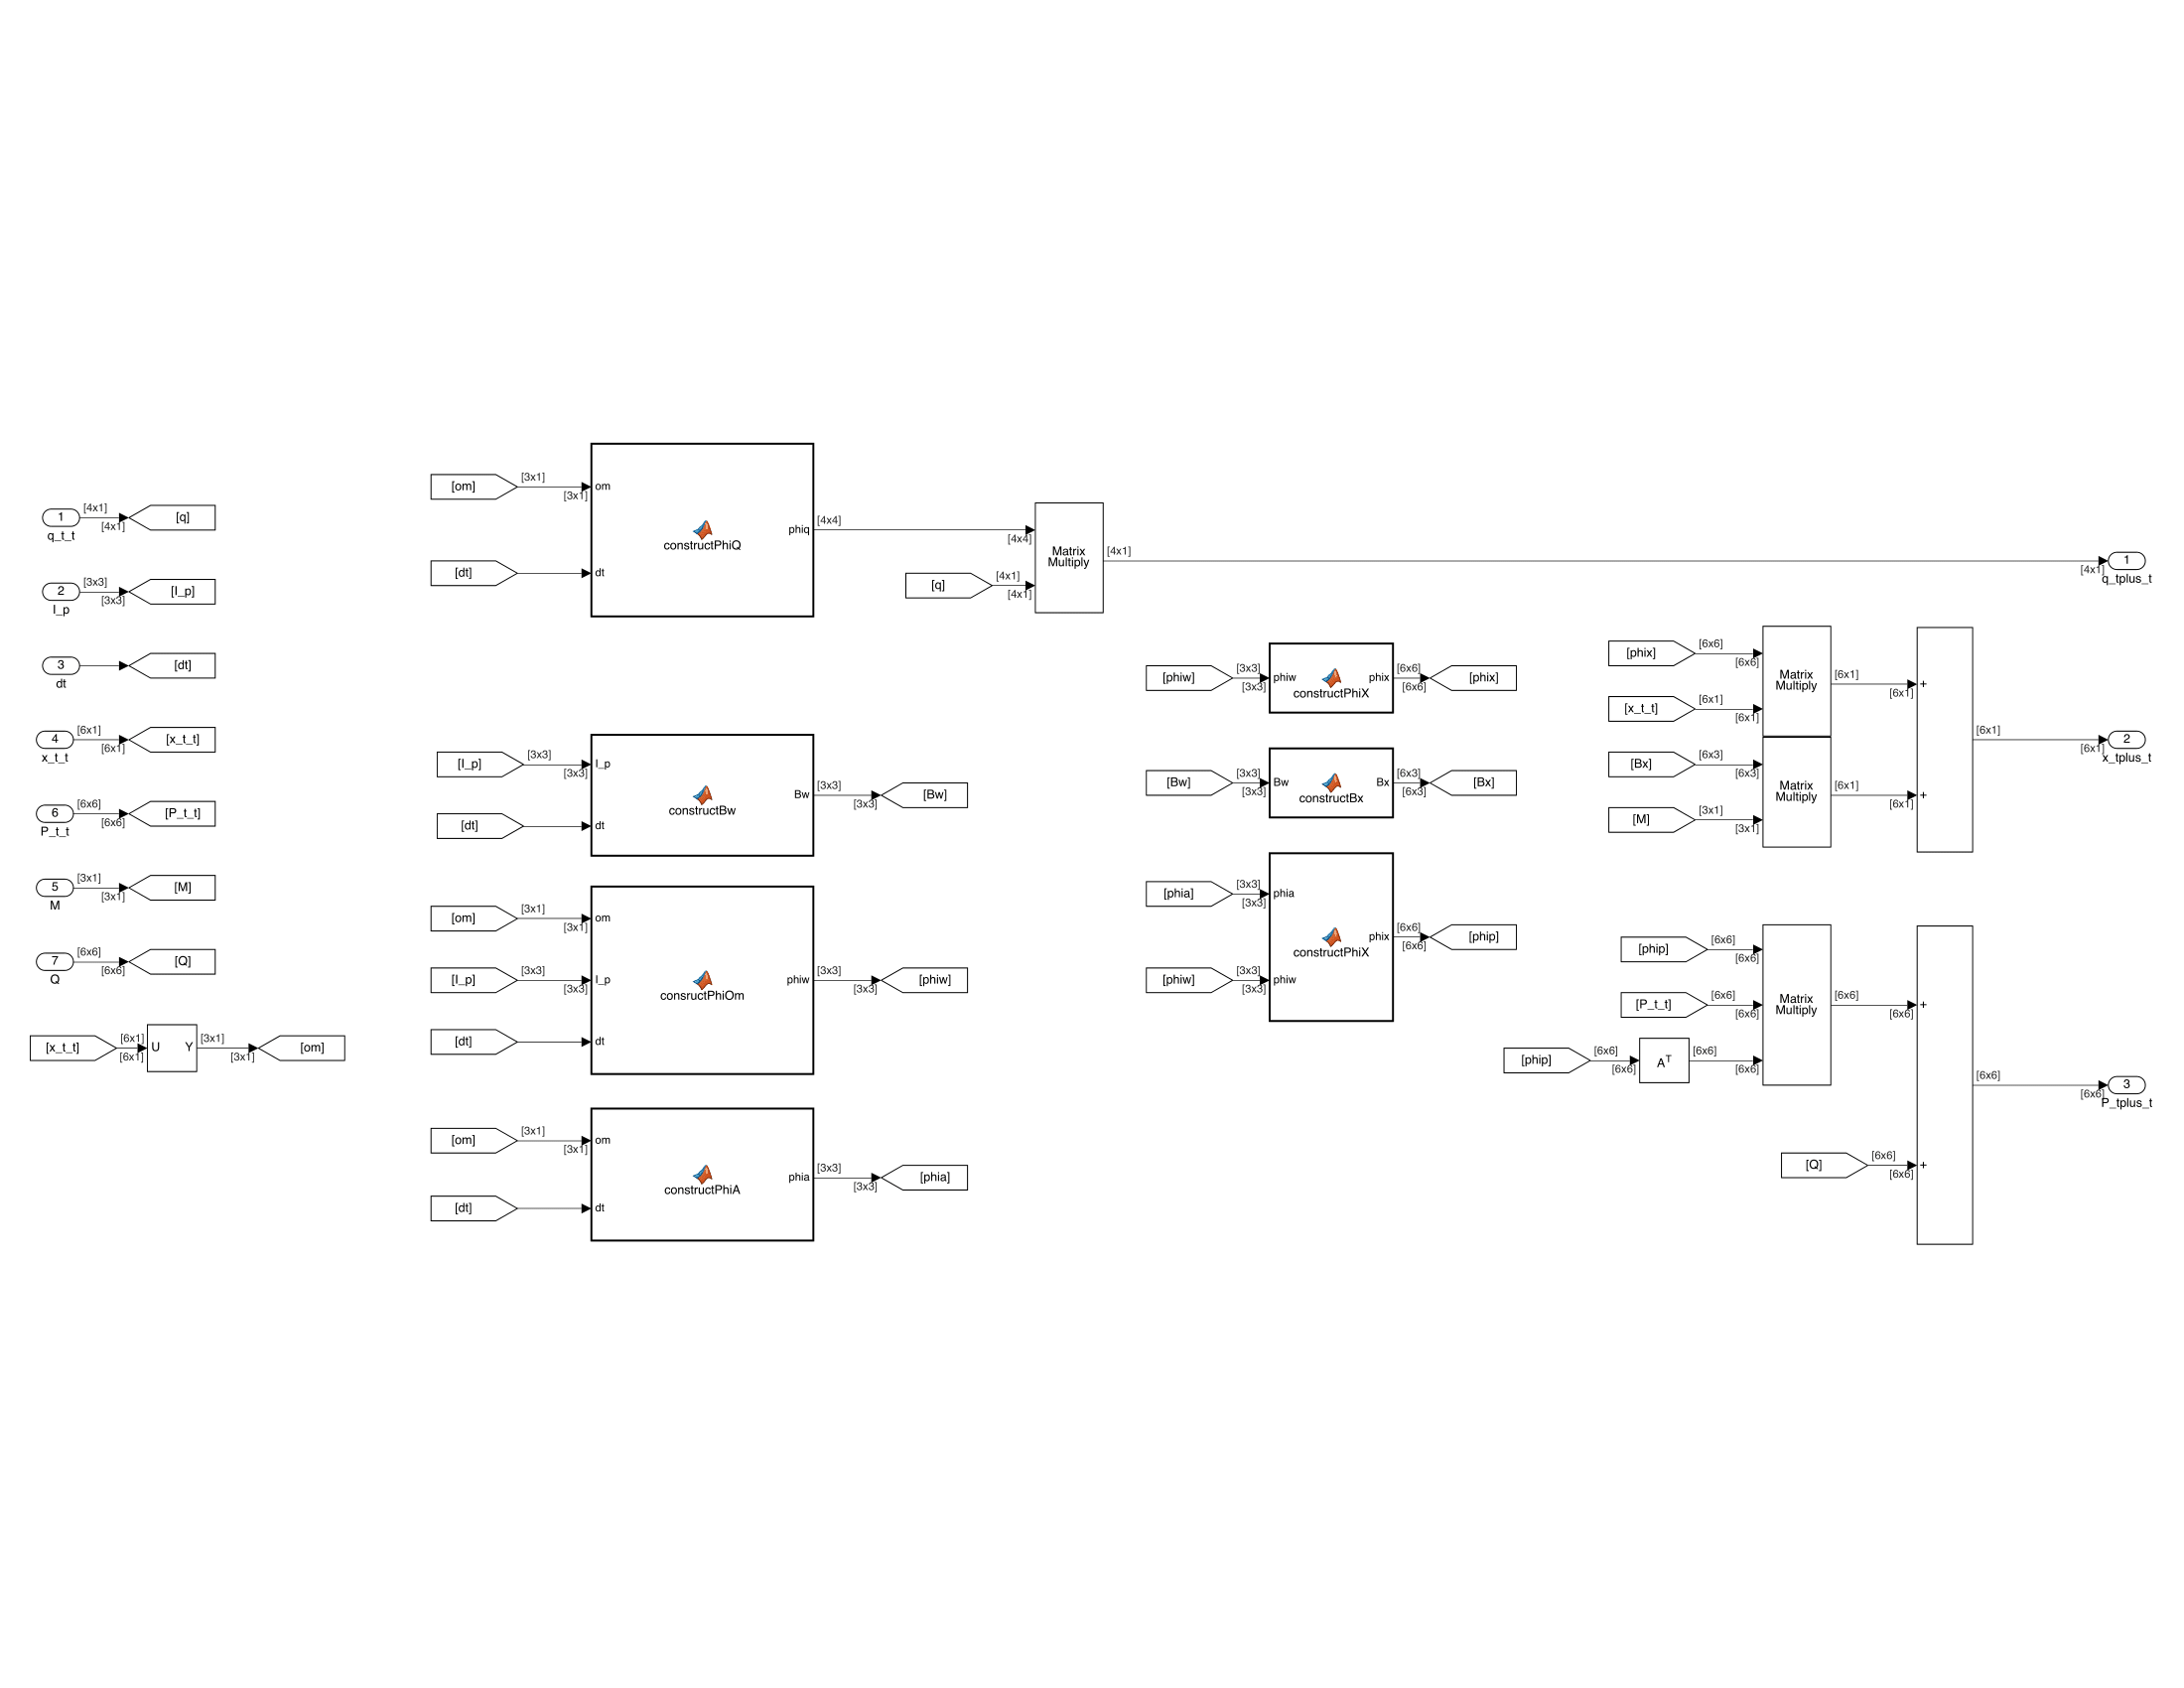 1
[4x1]
[4x1]
[q]
q_t_t
2
[3x3]
[3x3]
[I_p]
I_p
3
[dt]
dt
4
[6x1]
[6x1]
[x_t_t]
x_t_t
6
[6x6]
[6x6]
[P_t_t]
P_t_t
5
[3x1]
[3x1]
[M]
M
7
[6x6]
[6x6]
[Q]
Q
[x_t_t]
[6x1]
[6x1]
U
Y
[3x1]
[3x1]
[om]
[om]
[3x1]
[3x1]
om
[dt]
dt
constructPhiQ
phiq
[4x4]
[4x4]
[q]
[4x1]
[4x1]
Matrix
Multiply
[4x1]
[4x1]
1
q_tplus_t
[I_p]
[3x3]
[3x3]
I_p
[dt]
dt
constructBw
Bw
[3x3]
[3x3]
[Bw]
[om]
[3x1]
[3x1]
om
[I_p]
[3x3]
[3x3]
I_p
[dt]
dt
consructPhiOm
phiw
[3x3]
[3x3]
[phiw]
[om]
[3x1]
[3x1]
om
[dt]
dt
constructPhiA
phia
[3x3]
[3x3]
[phia]
[phiw]
[3x3]
[3x3]
phiw
constructPhiX
phix
[6x6]
[6x6]
[phix]
[Bw]
[3x3]
[3x3]
Bw
constructBx
Bx
[6x3]
[6x3]
[Bx]
[phia]
[3x3]
[3x3]
phia
[phiw]
[3x3]
[3x3]
phiw
constructPhiX
phix
[6x6]
[6x6]
[phip]
[phix]
[6x6]
[6x6]
[x_t_t]
[6x1]
[6x1]
Matrix
Multiply
[6x1]
[6x1]
+
[Bx]
[6x3]
[6x3]
[M]
[3x1]
[3x1]
Matrix
Multiply
[6x1]
[6x1]
+
[6x1]
[6x1]
2
x_tplus_t
[phip]
[6x6]
[6x6]
[P_t_t]
[6x6]
[6x6]
[phip]
[6x6]
[6x6]
A^T
[6x6]
[6x6]
Matrix
Multiply
[6x6]
[6x6]
+
[Q]
[6x6]
[6x6]
+
[6x6]
[6x6]
3
P_tplus_t